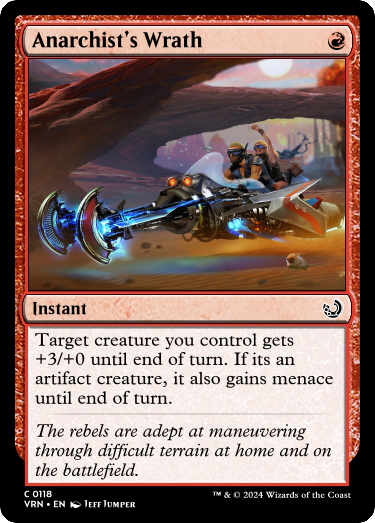 Anarchist's Wrath
Instant
Target creature you control gets
+3/+0 until end of turn. If its an
artifact creature, it also gains menace
until end of turn.
The rebels are adept at maneuvering
through difficult terrain at home and on
the battlefield.
C 0118
VRN • EN Jeff Jumper
™ & © 2024 Wizards of the Coast